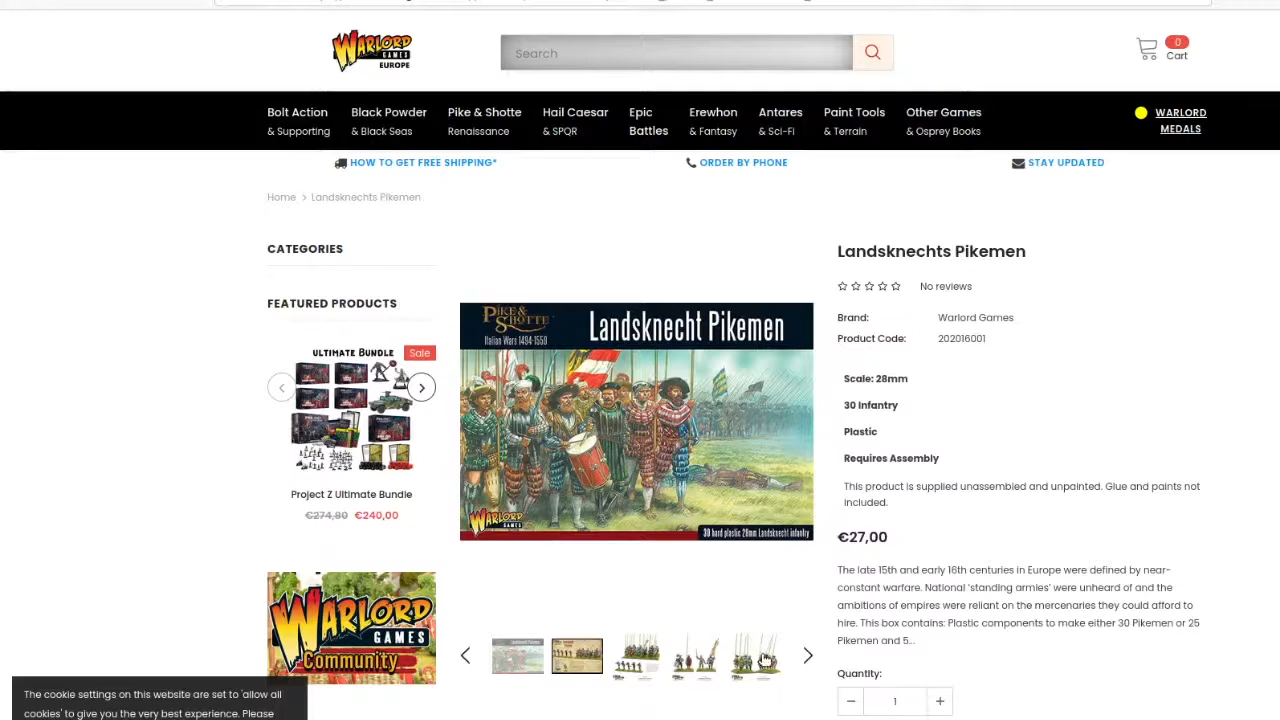 WARLORD
GAMES
EUROPE
Search
0
Cart
Bolt Action
& Supporting
Black Powder
& Black Seas
Pike & Shotte
Renaissance
Hail Caesar
& SPQR
Epic
Battles
Erewhon
& Fantasy
Antares
& Sci-Fi
Paint Tools
& Terrain
Other Games
& Osprey Books
WARLORD
MEDALS
HOW TO GET FREE SHIPPING*
ORDER BY PHONE
STAY UPDATED
Home > Landsknechts Pikemen
CATEGORIES
FEATURED PRODUCTS
ULTIMATE BUNDLE
Sale
Project Z Ultimate Bundle
€274,80 €240,00
WARLORD
GAMES
Community
The cookie settings on this website are set to 'allow all
cookies' to give you the very best experience. Please
PIKE &
SHOTTE
Italian Wars 1494-1559
Landsknecht Pikemen
WARLORD
GAMES
30 hard plastic 28mm Landsknecht infantry
Landsknechts Pikemen
No reviews
Brand: Warlord Games
Product Code: 202016001
Scale: 28mm
30 Infantry
Plastic
Requires Assembly
This product is supplied unassembled and unpainted. Glue and paints not
included.
€27,00
The late 15th and early 16th centuries in Europe were defined by near-
constant warfare. National 'standing armies' were unheard of and the
ambitions of empires were reliant on the mercenaries they could afford to
hire. This box contains: Plastic components to make either 30 Pikemen or 25
Pikemen and 5...
Quantity:
− 1 +